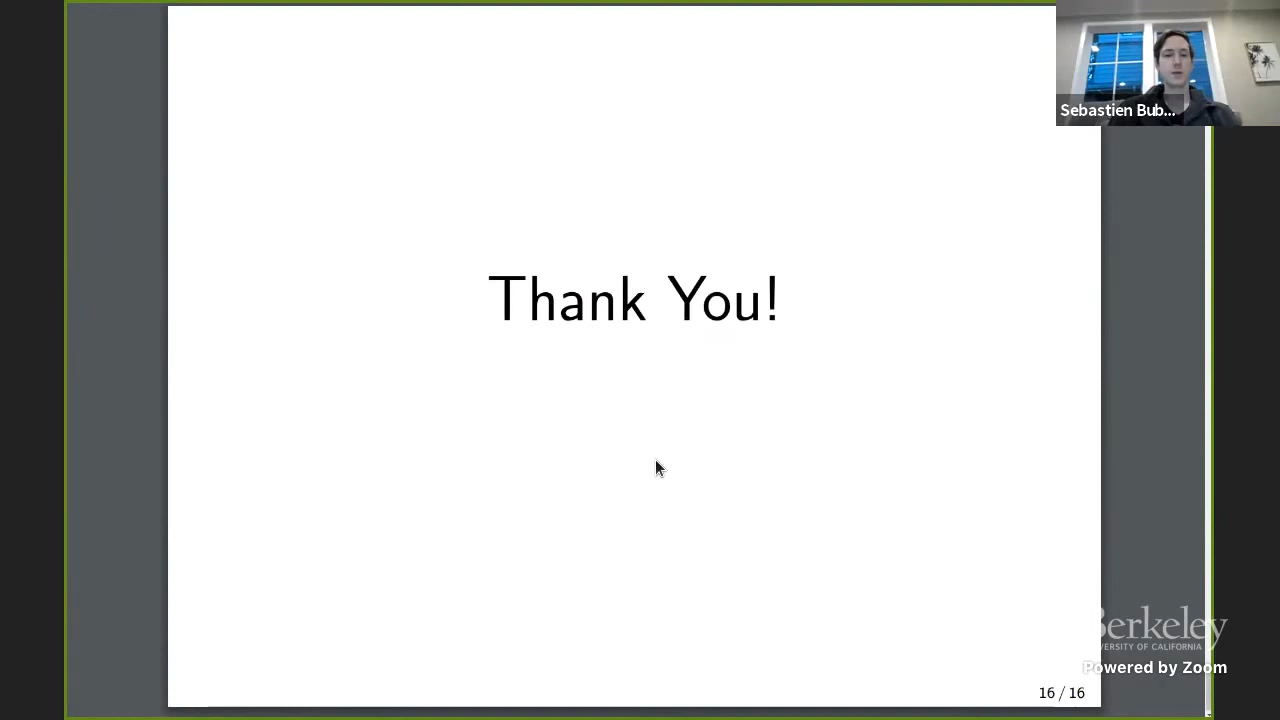 Sebastien Bub...
Thank You!
Berkeley
UNIVERSITY OF CALIFORNIA
Powered by Zoom
16 / 16